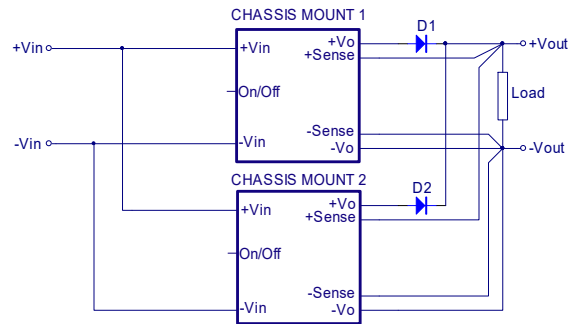 CHASSIS MOUNT 1
D1
+Vin
+Vin
+Vo
+Sense
+Vout
On/Off
Load
-Vin
-Vin
-Sense
-Vo
-Vout
CHASSIS MOUNT 2
D2
+Vin
+Vo
+Sense
On/Off
-Vin
-Sense
-Vo